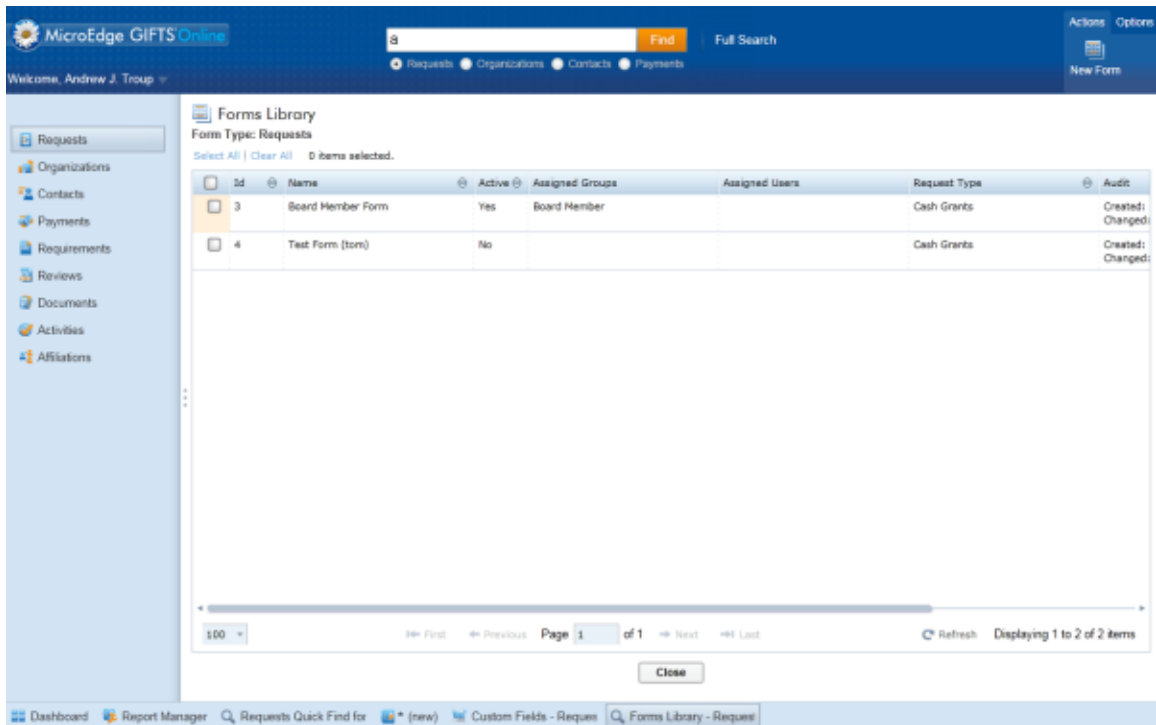 MicroEdge GIFTS Online
a
Find
Full Search
Actions Options
Requests Organizations Contacts Payments
New Form
Welcome, Andrew J. Troup
Requests
Organizations
Contacts
Payments
Requirements
Reviews
Documents
Activities
Affiliations
Forms Library
Form Type: Requests
Select All | Clear All 0 items selected.
Id Name Active Assigned Groups Assigned Users Request Type Audit
3 Board Member Form Yes Board Member Cash Grants Created:
Changed:
4 Test Form (tom) No Cash Grants Created:
Changed:
100 First Previous Page 1 of 1 Next Last Refresh Displaying 1 to 2 of 2 items
Close
Dashboard Report Manager Requests Quick Find for * (new) Custom Fields - Reques Forms Library - Request